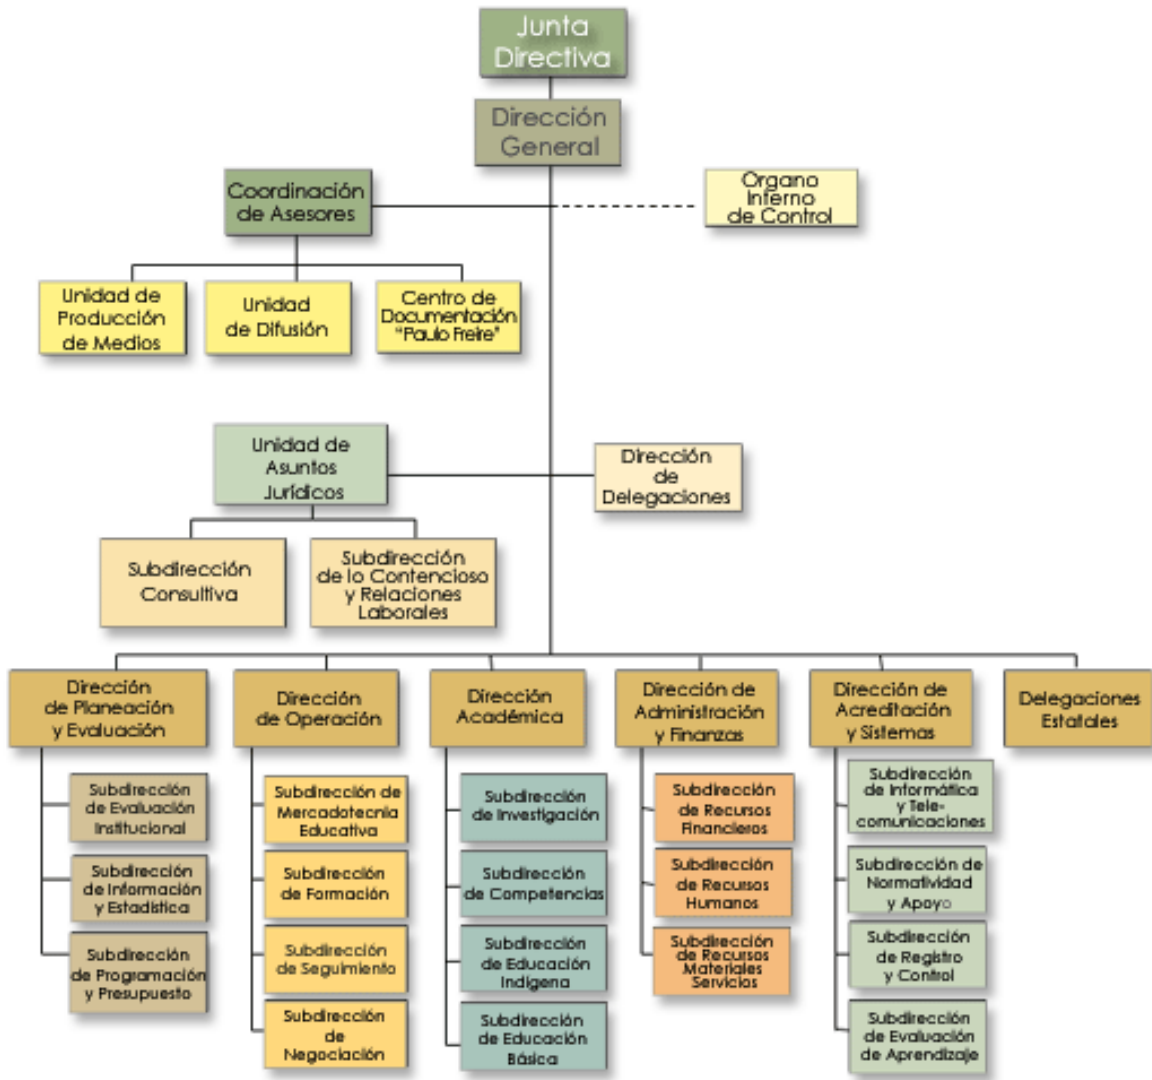 Junta
Directiva
Dirección
General
Coordinación
de Asesores
Organo
Interno
de Control
Unidad de
Producción
de Medios
Unidad
de Difusión
Centro de
Documentación
"Paulo Freire"
Unidad de
Asuntos
Jurídicos
Dirección
de
Delegaciones
Subdirección
Consultiva
Subdirección
de lo Contencioso
y Relaciones
Laborales
Dirección
de Planeación
y Evaluación
Dirección
de Operación
Dirección
Académica
Dirección de
Administración
y Finanzas
Dirección de
Acreditación
y Sistemas
Delegaciones
Estatales
Subdirección
de Evaluación
Institucional
Subdirección
de Información
y Estadística
Subdirección
de Programación
y Presupuesto
Subdirección de
Mercadotecnia
Educativa
Subdirección
de Formación
Subdirección
de Seguimiento
Subdirección
de
Negociación
Subdirección
de Investigación
Subdirección
de Competencias
Subdirección
de Educación
Indígena
Subdirección
de Educación
Básica
Subdirección
de Recursos
Financieros
Subdirección
de Recursos
Humanos
Subdirección
de Recursos
Materiales
Servicios
Subdirección
de Informática
y Tele-
comunicaciones
Subdirección de
Normatividad
y Apoyo
Subdirección
de Registro
y Control
Subdirección
de Evaluación
de Aprendizaje